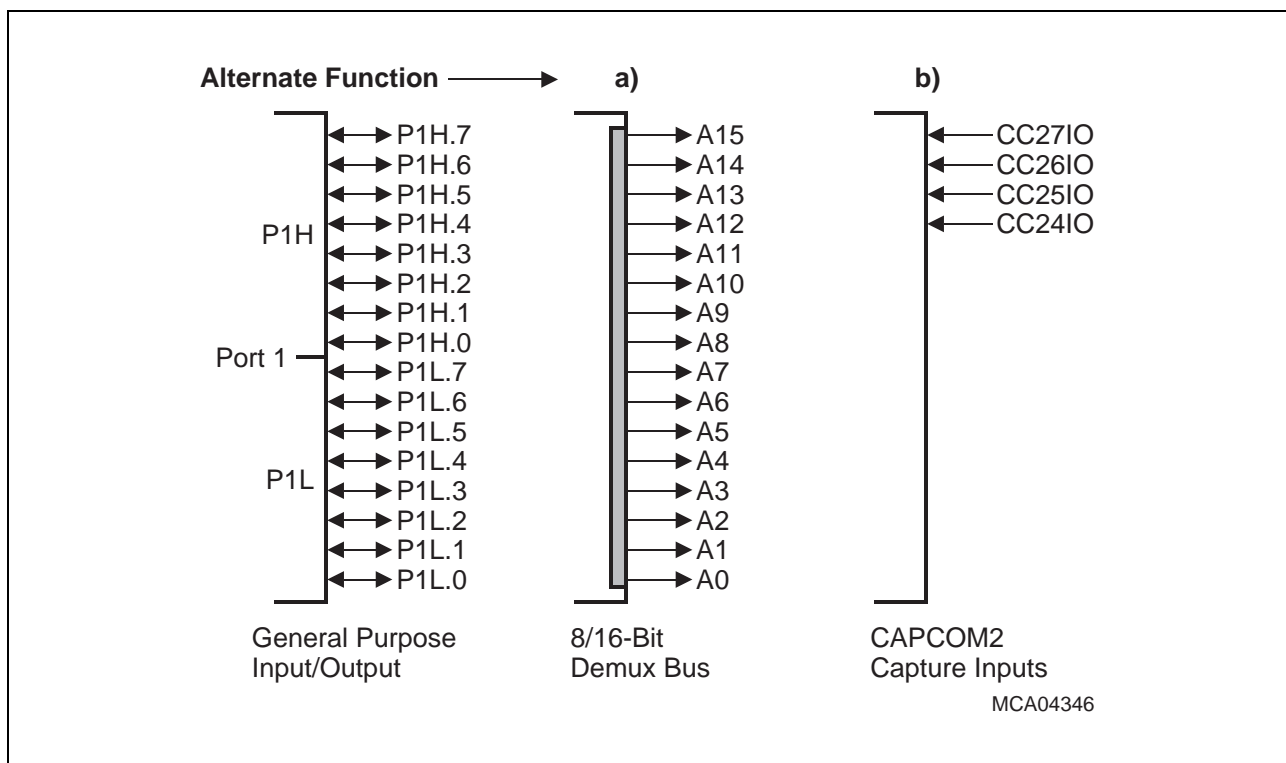 Alternate Function a) b)
P1H.7 A15 CC27IO
P1H.6 A14 CC26IO
P1H.5 A13 CC25IO
P1H.4 A12 CC24IO
P1H
P1H.3 A11
P1H.2 A10
P1H.1 A9
P1H.0 A8
Port 1
P1L.7 A7
P1L.6 A6
P1L.5 A5
P1L.4 A4
P1L
P1L.3 A3
P1L.2 A2
P1L.1 A1
P1L.0 A0
General Purpose 8/16-Bit CAPCOM2
Input/Output Demux Bus Capture Inputs
MCA04346